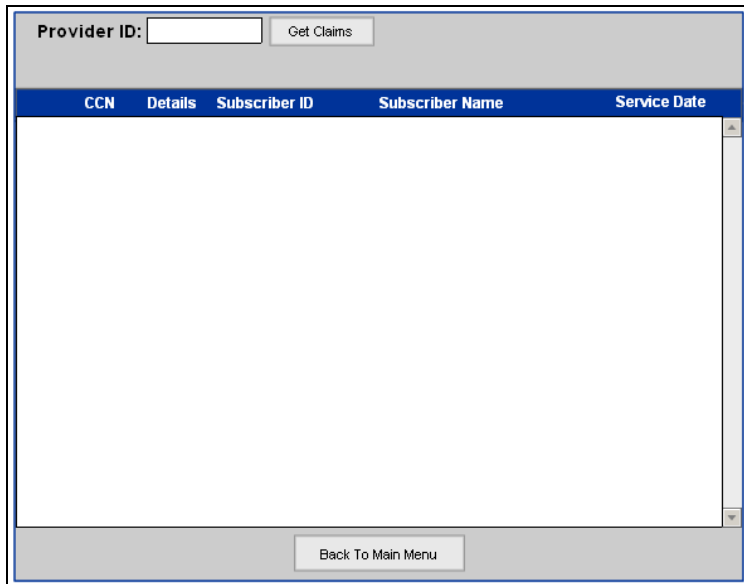 Provider ID: Get Claims
CCN Details Subscriber ID Subscriber Name Service Date
Back To Main Menu